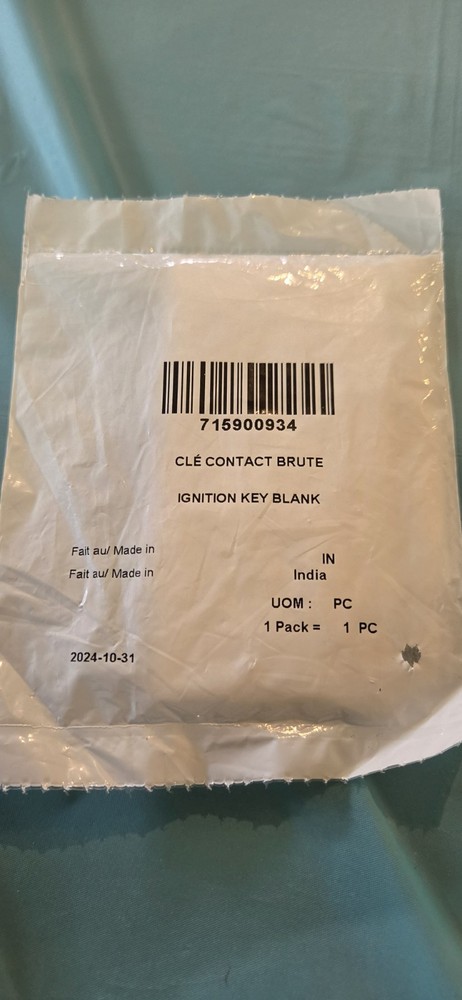 715900934
CLÉ CONTACT BRUTE
IGNITION KEY BLANK
Fait au/ Made in IN
Fait au/ Made in India
UOM : PC
1 Pack = 1 PC
2024-10-31